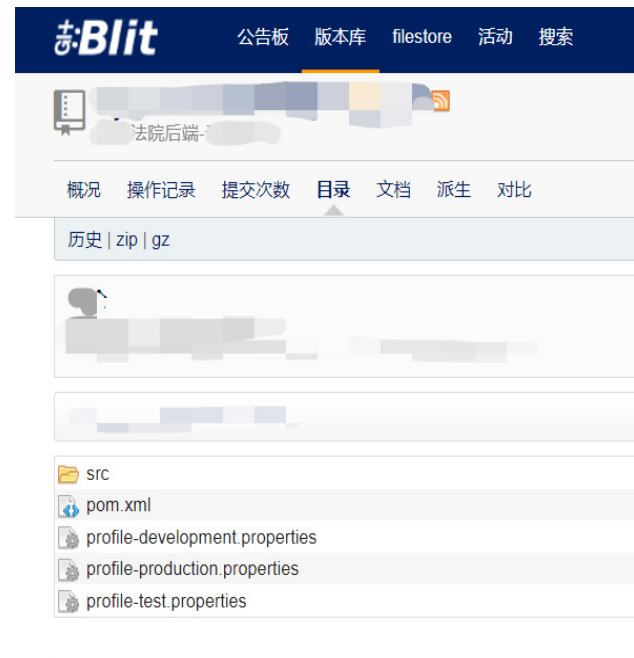 Blit 公告板 版本库 filestore 活动 搜索
法院后端-
概况 操作记录 提交次数 目录 文档 派生 对比
历史 | zip | gz
src
pom.xml
profile-development.properties
profile-production.properties
profile-test.properties